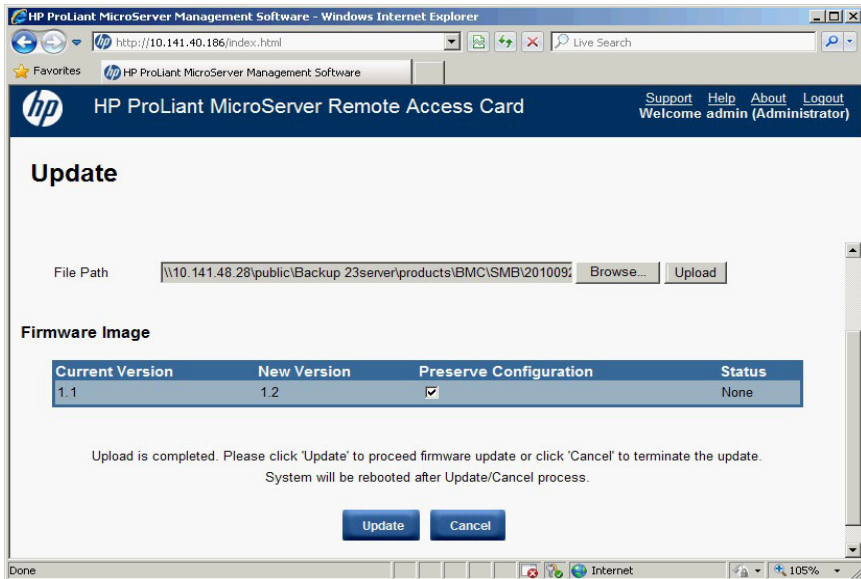 HP ProLiant MicroServer Management Software - Windows Internet Explorer
http://10.141.40.186/index.html
Live Search
Favorites
HP ProLiant MicroServer Management Software
hp
HP ProLiant MicroServer Remote Access Card
Support Help About Logout
Welcome admin (Administrator)
Update
File Path \\10.141.48.28\public\Backup 23server\products\BMC\SMB\2010092 Browse... Upload
Firmware Image
Current Version New Version Preserve Configuration Status
1.1 1.2 None
Upload is completed. Please click 'Update' to proceed firmware update or click 'Cancel' to terminate the update.
System will be rebooted after Update/Cancel process.
Update Cancel
Done Internet 105%